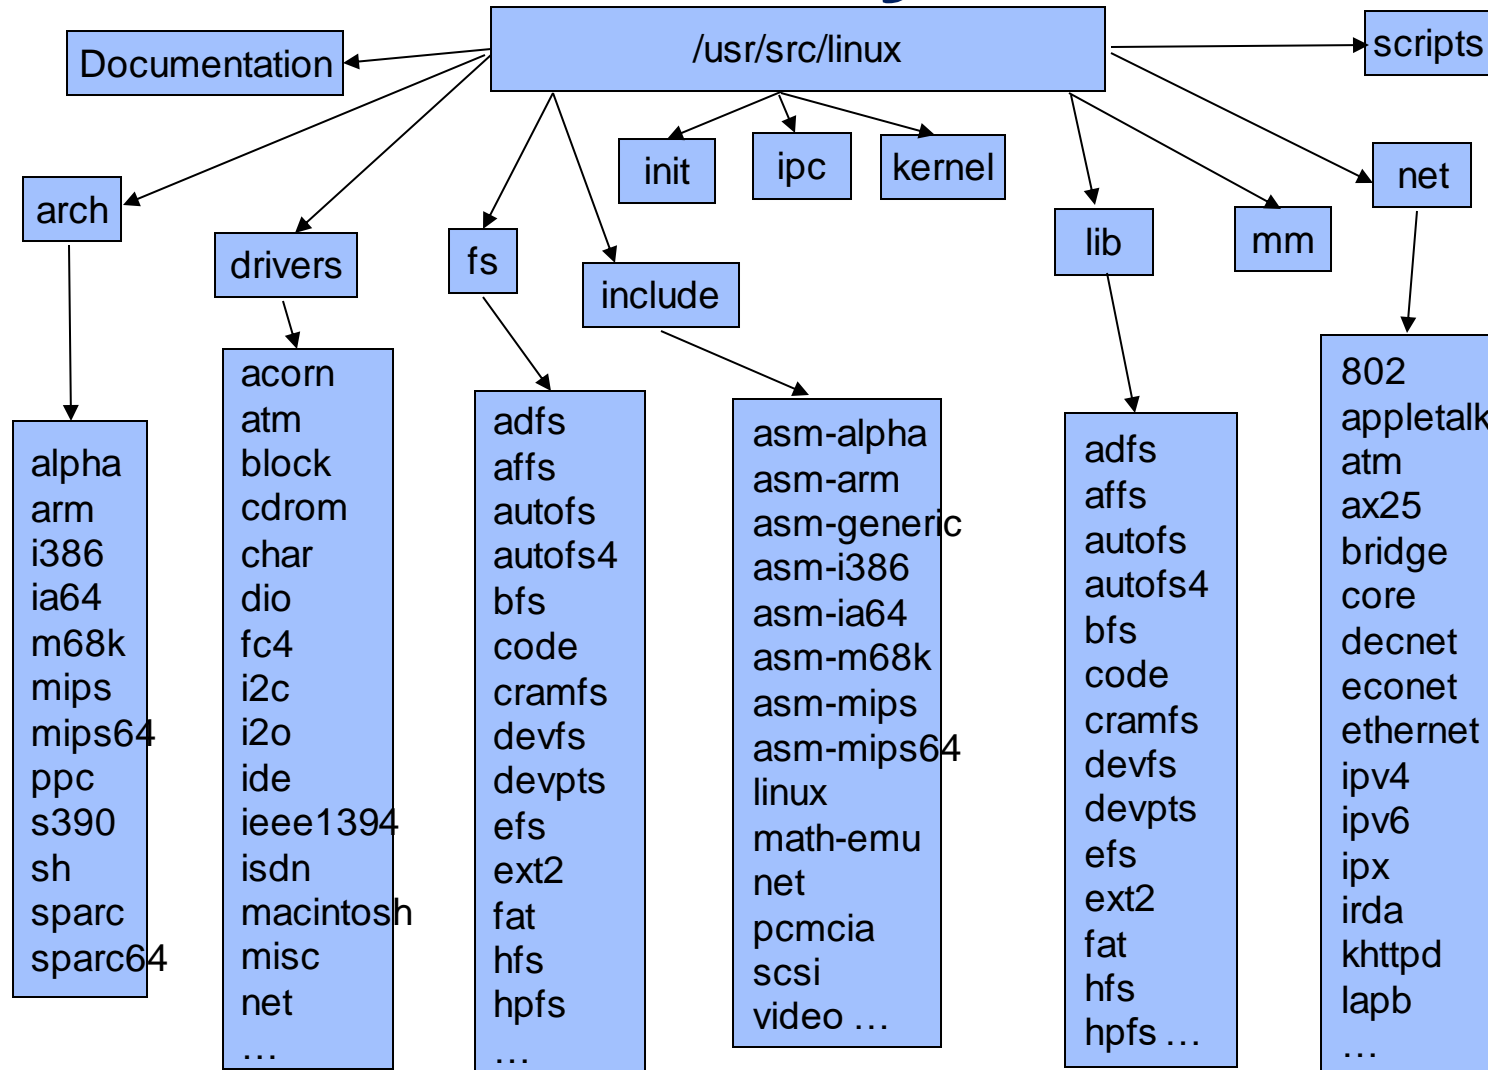 /usr/src/linux
Documentation
scripts
init
ipc
kernel
net
arch
lib
mm
drivers
fs
include
alpha
arm
i386
ia64
m68k
mips
mips64
ppc
s390
sh
sparc
sparc64
acorn
atm
block
cdrom
char
dio
fc4
i2c
i2o
ide
ieee1394
isdn
macintosh
misc
net
…
adfs
affs
autofs
autofs4
bfs
code
cramfs
devfs
devpts
efs
ext2
fat
hfs
hpfs
…
asm-alpha
asm-arm
asm-generic
asm-i386
asm-ia64
asm-m68k
asm-mips
asm-mips64
linux
math-emu
net
pcmcia
scsi
video …
adfs
affs
autofs
autofs4
bfs
code
cramfs
devfs
devpts
efs
ext2
fat
hfs
hpfs …
802
appletalk
atm
ax25
bridge
core
decnet
econet
ethernet
ipv4
ipv6
ipx
irda
khttpd
lapb
…